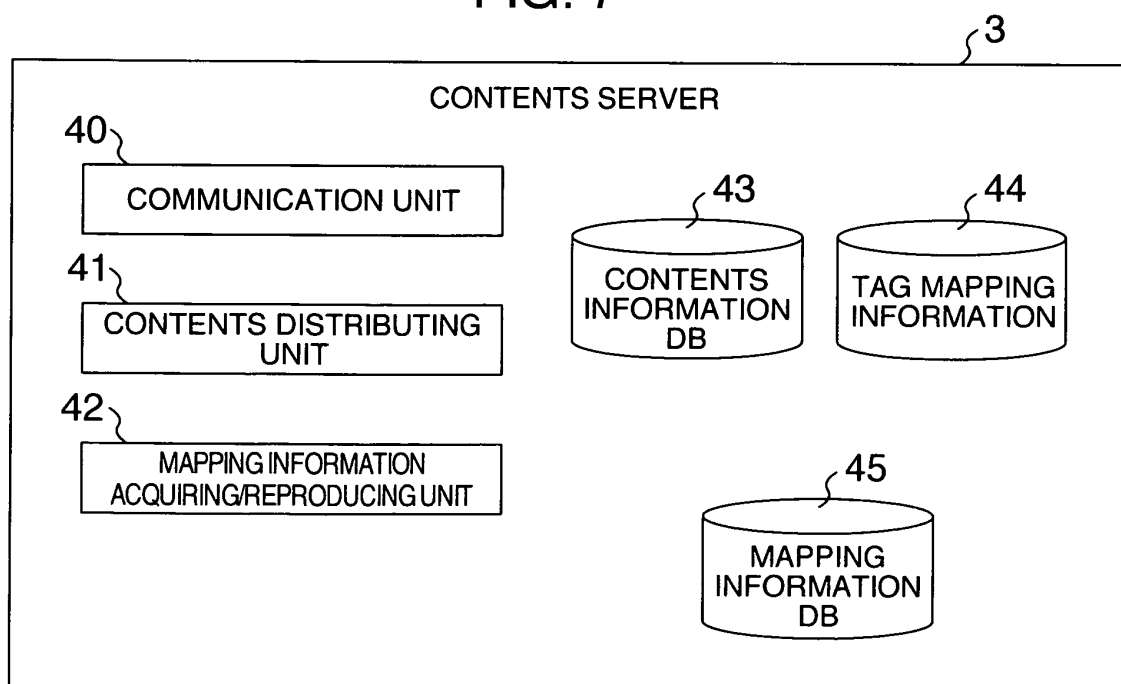 3
CONTENTS SERVER
40
COMMUNICATION UNIT
41
CONTENTS DISTRIBUTING
UNIT
42
MAPPING INFORMATION
ACQUIRING/REPRODUCING UNIT
43
CONTENTS
INFORMATION
DB
44
TAG MAPPING
INFORMATION
45
MAPPING
INFORMATION
DB